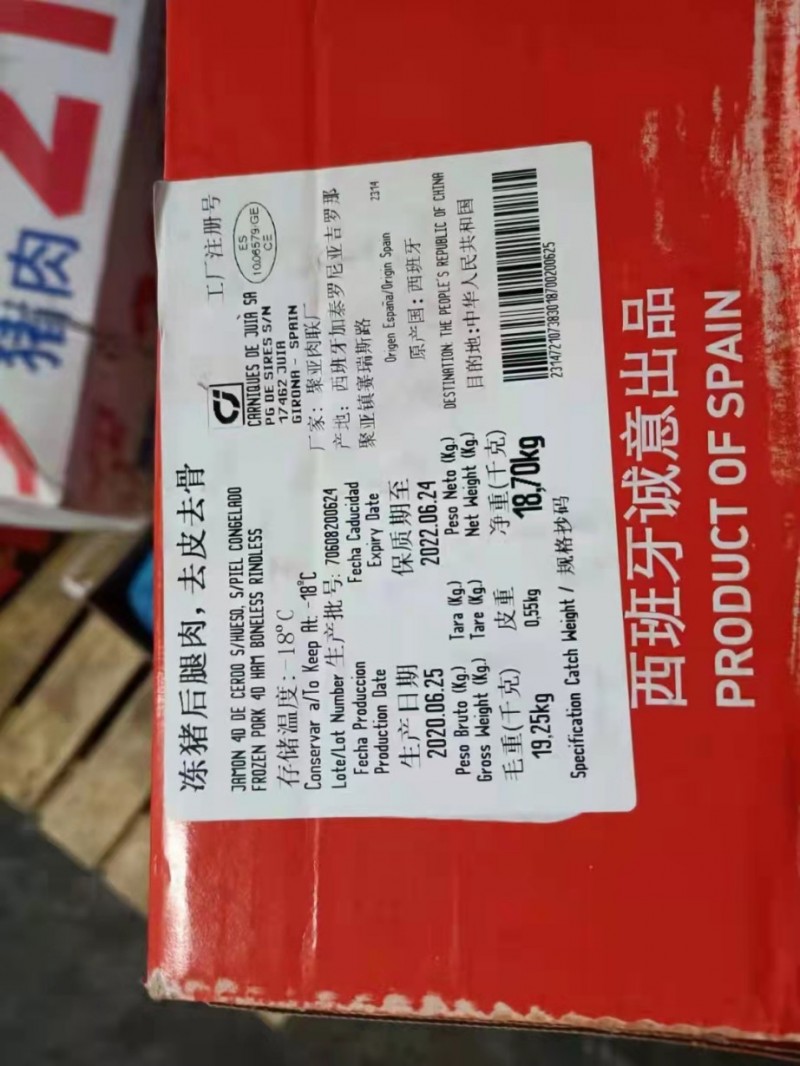 冻猪后腿肉，去皮去骨
JAMON 4D DE CERDO S/HUESO, S/PIEL CONGELADO
FROZEN PORK 4D HAM BONELESS RINDLESS
存储温度:-18°C
Conservar a/To Keep At: -18°C
Lote/Lot Number 生产批号: 70608200624
Fecha Produccion
Production Date
生产日期
2020.06.25
Fecha Caducidad
Expiry Date
保质期至
2022.06.24
Peso Bruto (Kg.)
Gross Weight (Kg.)
毛重(千克)
19,25kg
Tara (Kg.)
Tare (Kg.)
皮重
0,55kg
Peso Neto (Kg.)
Net Weight (Kg.)
净重(千克)
18,70kg
Specification Catch Weight / 规格抄码
工厂注册号
CJ
ES
10.06579/GE
CE
CARNIQUES DE JUIÀ SA
PG DE SIRES S/N
17462 JUIA
GIRONA - SPAIN
厂家: 聚亚肉联厂
产地: 西班牙加泰罗尼亚吉罗那
聚亚镇赛瑞斯路
2314
Origen España/Origin Spain
原产国: 西班牙
DESTINATION: THE PEOPLE'S REPUBLIC OF CHINA
目的地:中华人民共和国
23147210738301870020062​5
西班牙诚意出品
PRODUCT OF SPAIN
猪肉